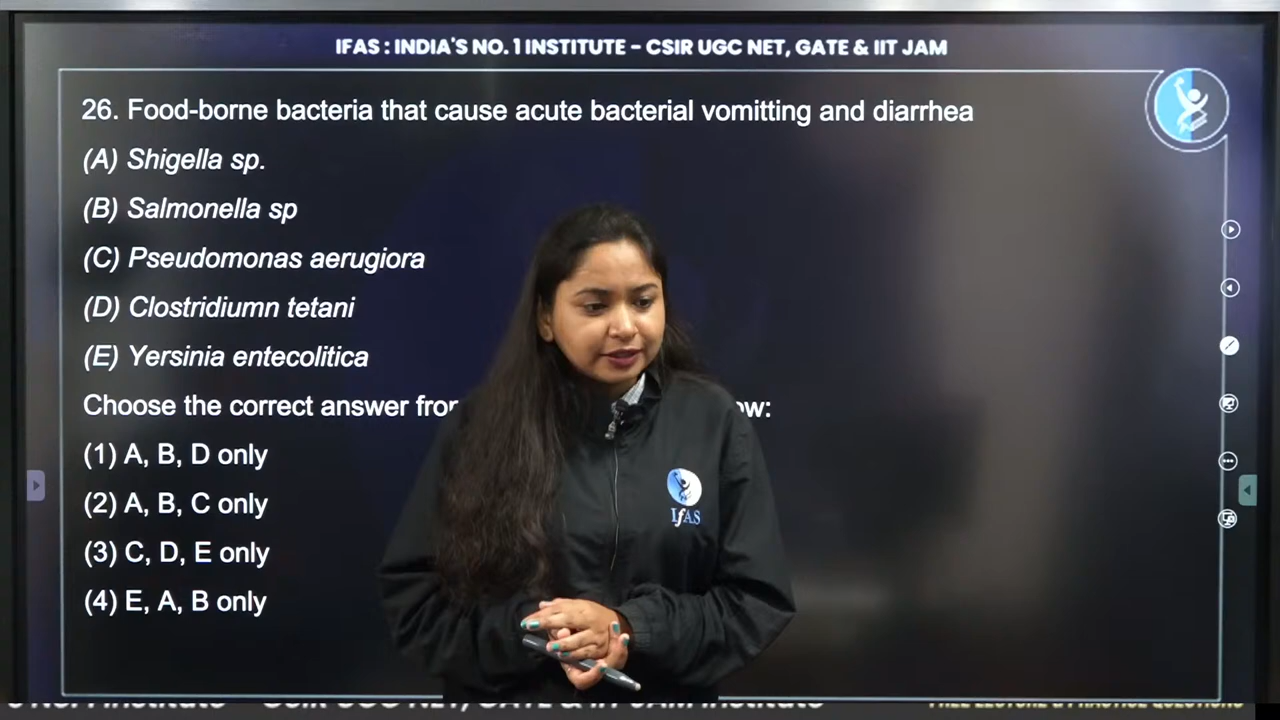 IFAS : INDIA'S NO. 1 INSTITUTE – CSIR UGC NET, GATE & IIT JAM
26. Food-borne bacteria that cause acute bacterial vomitting and diarrhea
(A) Shigella sp.
(B) Salmonella sp
(C) Pseudomonas aerugiora
(D) Clostridiumn tetani
(E) Yersinia entecolitica
Choose the correct answer
(1) A, B, D only
(2) A, B, C only
(3) C, D, E only
(4) E, A, B only
IFAS